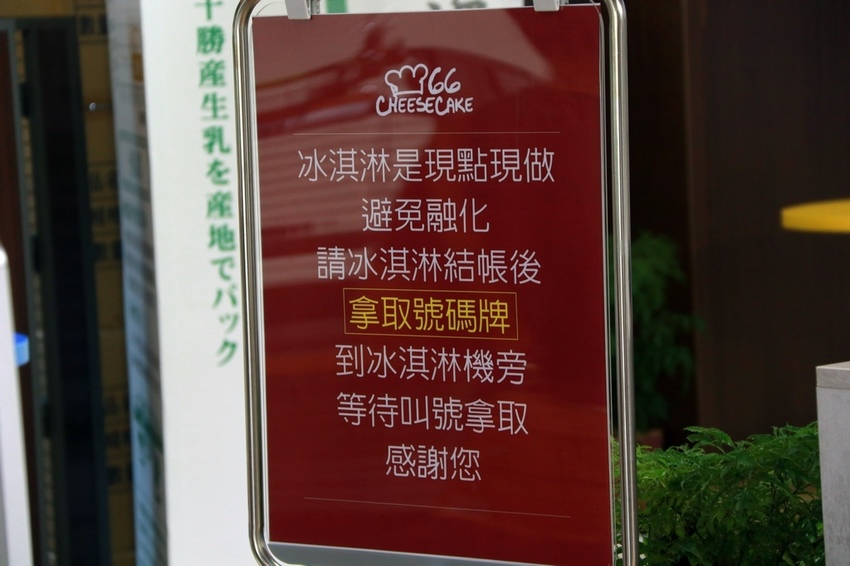 66
CHEESECAKE
冰淇淋是現點現做
避免融化
請冰淇淋結帳後
拿取號碼牌
到冰淇淋機旁
等待叫號拿取
感謝您
十勝産生乳を産地でパック